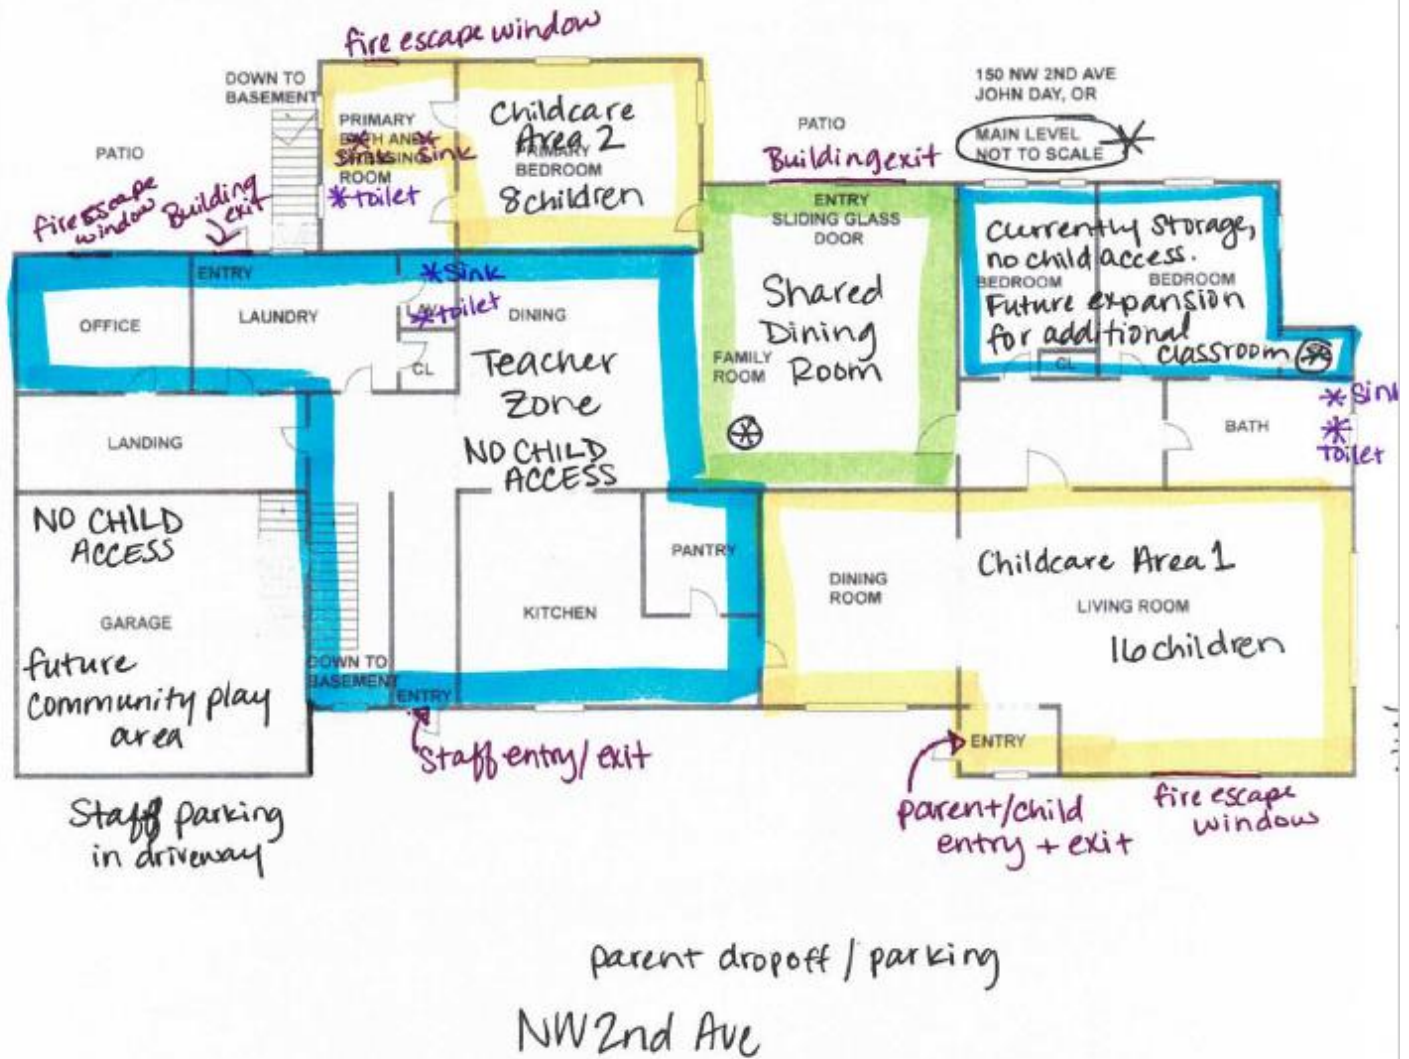 fire escape window
DOWN TO
BASEMENT
PATIO
fire escape
window
Building
exit
PRIMARY
BATH AND
DRESSING
ROOM
* Sink
* Sink
* toilet
Childcare
Area 2
PRIMARY
BEDROOM
8 children
150 NW 2ND AVE
JOHN DAY, OR
MAIN LEVEL
NOT TO SCALE
PATIO
Building exit
ENTRY
SLIDING GLASS
DOOR
Shared
Dining
Room
FAMILY
ROOM
Currently storage,
no child access.
BEDROOM
BEDROOM
Future expansion
for additional
classroom
CL
* Sink
* Toilet
BATH
ENTRY
OFFICE
LAUNDRY
* Sink
* toilet
CL
DINING
Teacher
Zone
NO CHILD
ACCESS
LANDING
NO CHILD
ACCESS
GARAGE
future
community play
area
DOWN TO
BASEMENT
ENTRY
KITCHEN
PANTRY
DINING
ROOM
Childcare Area 1
LIVING ROOM
16 children
ENTRY
Staff entry/exit
parent/child
entry + exit
fire escape
window
Staff parking
in driveway
parent dropoff / parking
NW 2nd Ave